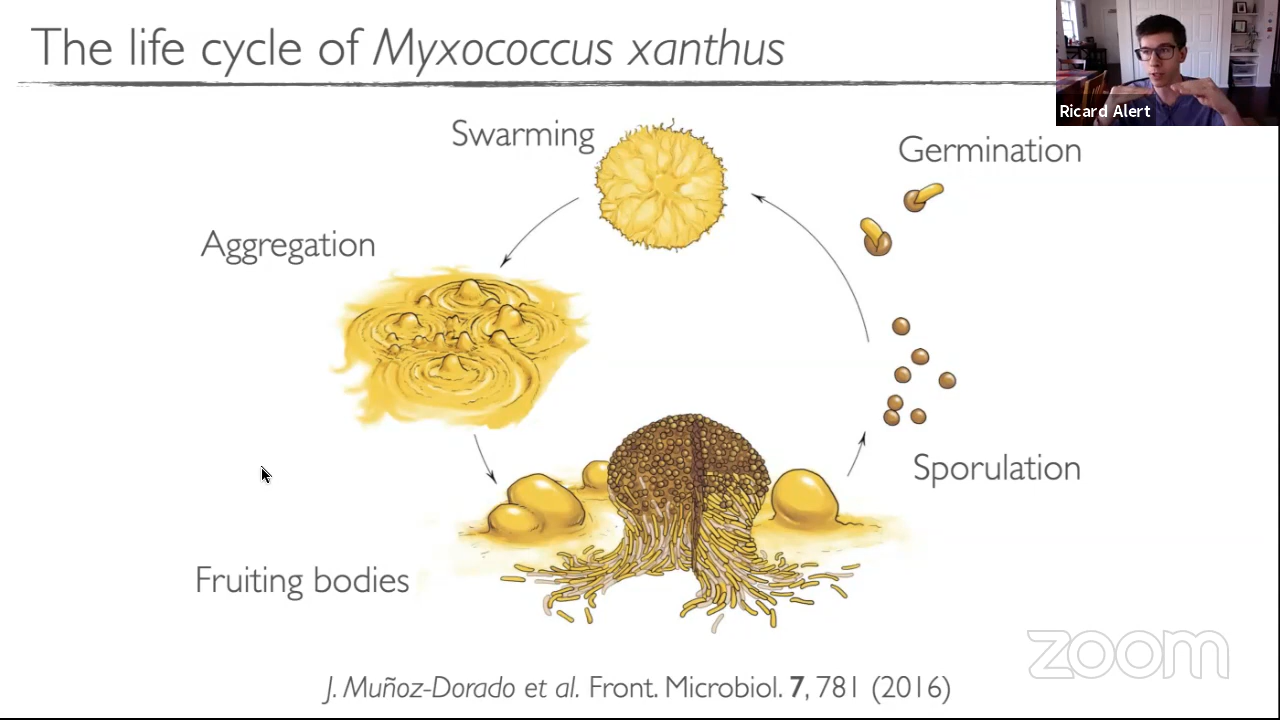 The life cycle of Myxococcus xanthus
Ricard Alert
Swarming
Germination
Aggregation
Sporulation
Fruiting bodies
zoom
J. Muñoz-Dorado et al. Front. Microbiol. 7, 781 (2016)